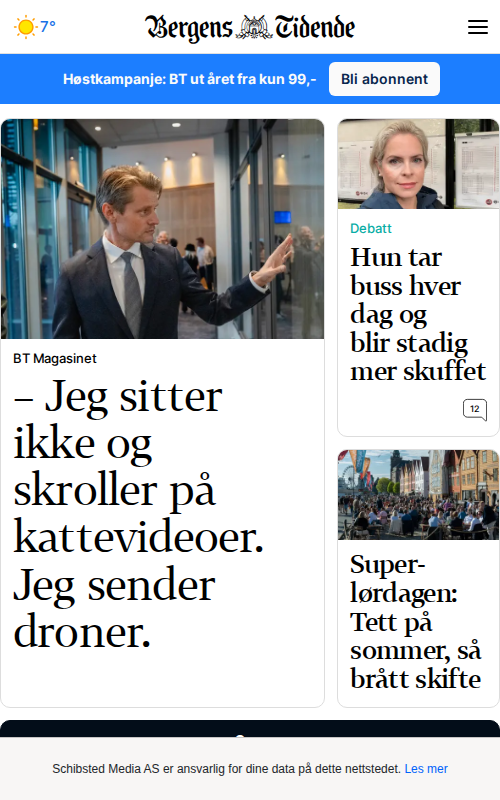 7°
Bergens Tidende
Høstkampanje: BT ut året fra kun 99,-
Bli abonnent
BT Magasinet
– Jeg sitter
ikke og
skroller på
kattevideoer.
Jeg sender
droner.
Debatt
Hun tar
buss hver
dag og
blir stadig
mer skuffet
12
Super-
lørdagen:
Tett på
sommer, så
brått skifte
Schibsted Media AS er ansvarlig for dine data på dette nettstedet. Les mer